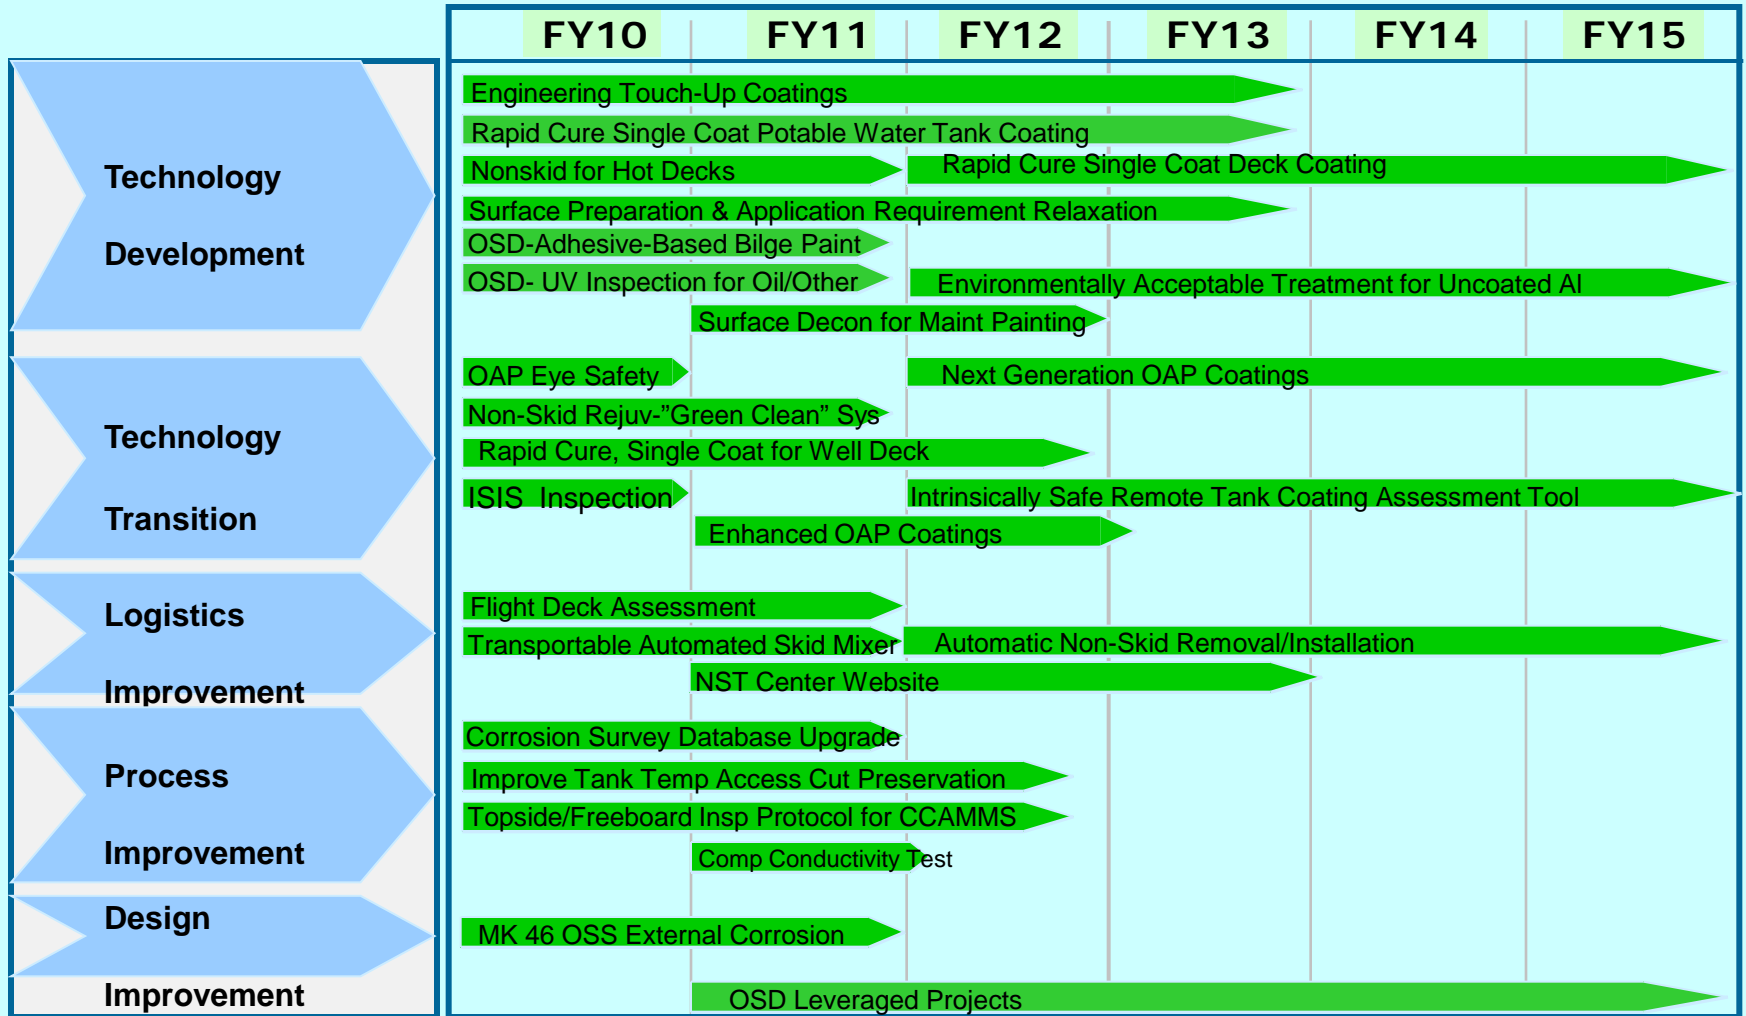 FY10 FY11 FY12 FY13 FY14 FY15
Technology
Development
Engineering Touch-Up Coatings
Rapid Cure Single Coat Potable Water Tank Coating
Nonskid for Hot Decks
Rapid Cure Single Coat Deck Coating
Surface Preparation & Application Requirement Relaxation
OSD-Adhesive-Based Bilge Paint
OSD- UV Inspection for Oil/Other
Environmentally Acceptable Treatment for Uncoated Al
Surface Decon for Maint Painting
Technology
Transition
OAP Eye Safety
Next Generation OAP Coatings
Non-Skid Rejuv-”Green Clean” Sys
Rapid Cure, Single Coat for Well Deck
ISIS Inspection
Intrinsically Safe Remote Tank Coating Assessment Tool
Enhanced OAP Coatings
Logistics
Improvement
Flight Deck Assessment
Transportable Automated Skid Mixer
Automatic Non-Skid Removal/Installation
NST Center Website
Process
Improvement
Corrosion Survey Database Upgrade
Improve Tank Temp Access Cut Preservation
Topside/Freeboard Insp Protocol for CCAMMS
Comp Conductivity Test
Design
Improvement
MK 46 OSS External Corrosion
OSD Leveraged Projects